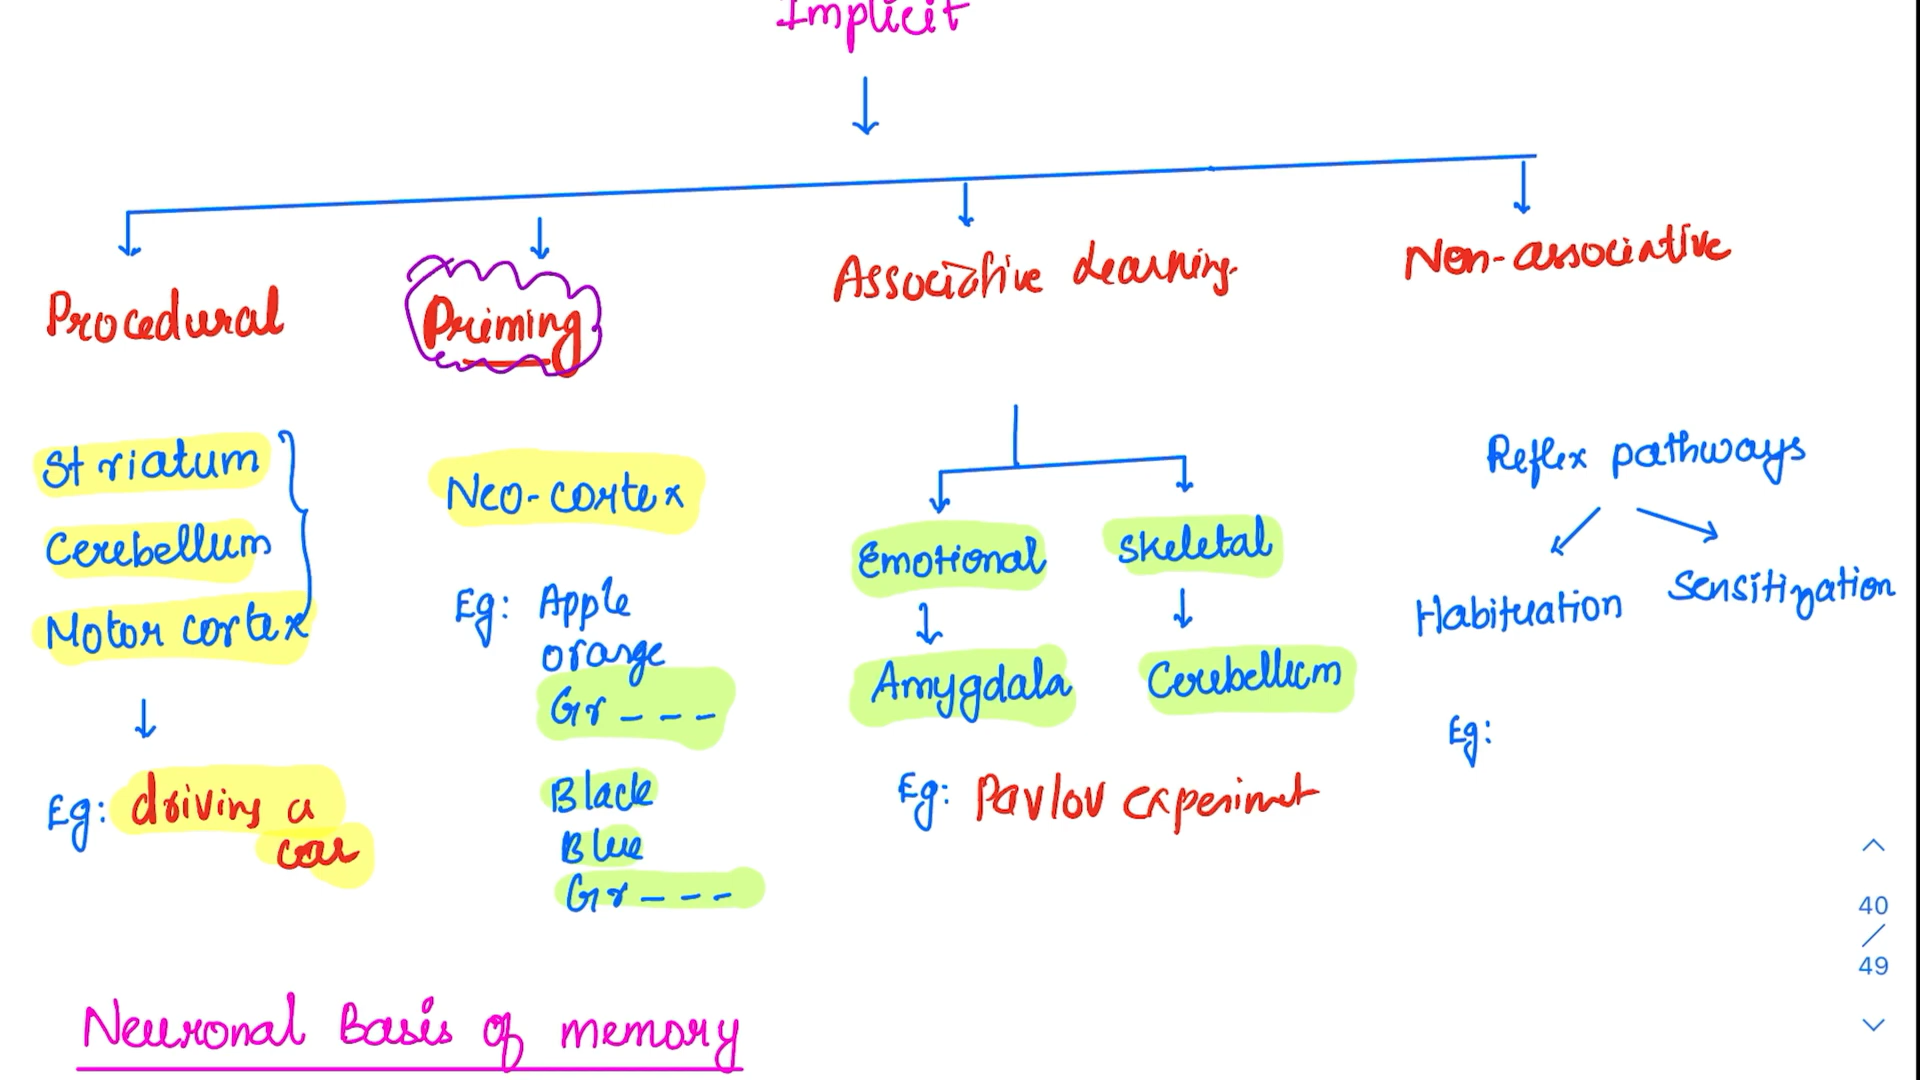 Implicit
Procedural
Priming
Associative Learning
Non-associative
Striatum
Cerebellum
Motor cortex
Eg: driving a
car
Neo-cortex
Eg: Apple
orange
Gr ---
Black
Blue
Gr ---
Emotional
Skeletal
Amygdala
Cerebellum
Eg: Pavlov experimet
Reflex pathways
Habituation
Sensitization
Eg:
40
/
49
Neuronal Basis of memory